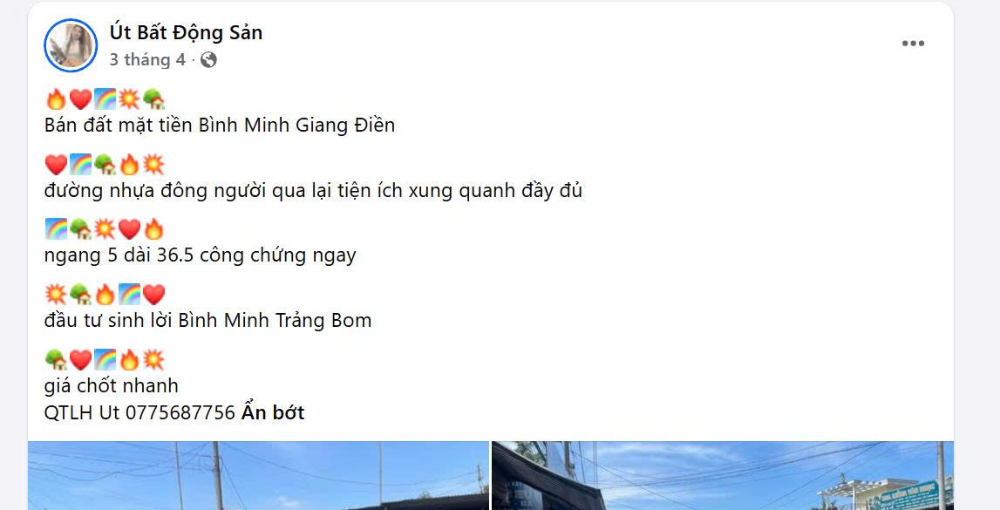 Út Bất Động Sản
3 tháng 4 ·
Bán đất mặt tiền Bình Minh Giang Điền
đường nhựa đông người qua lại tiện ích xung quanh đầy đủ
ngang 5 dài 36.5 công chứng ngay
đầu tư sinh lời Bình Minh Trảng Bom
giá chốt nhanh
QTLH Ut 0775687756 Ẩn bớt